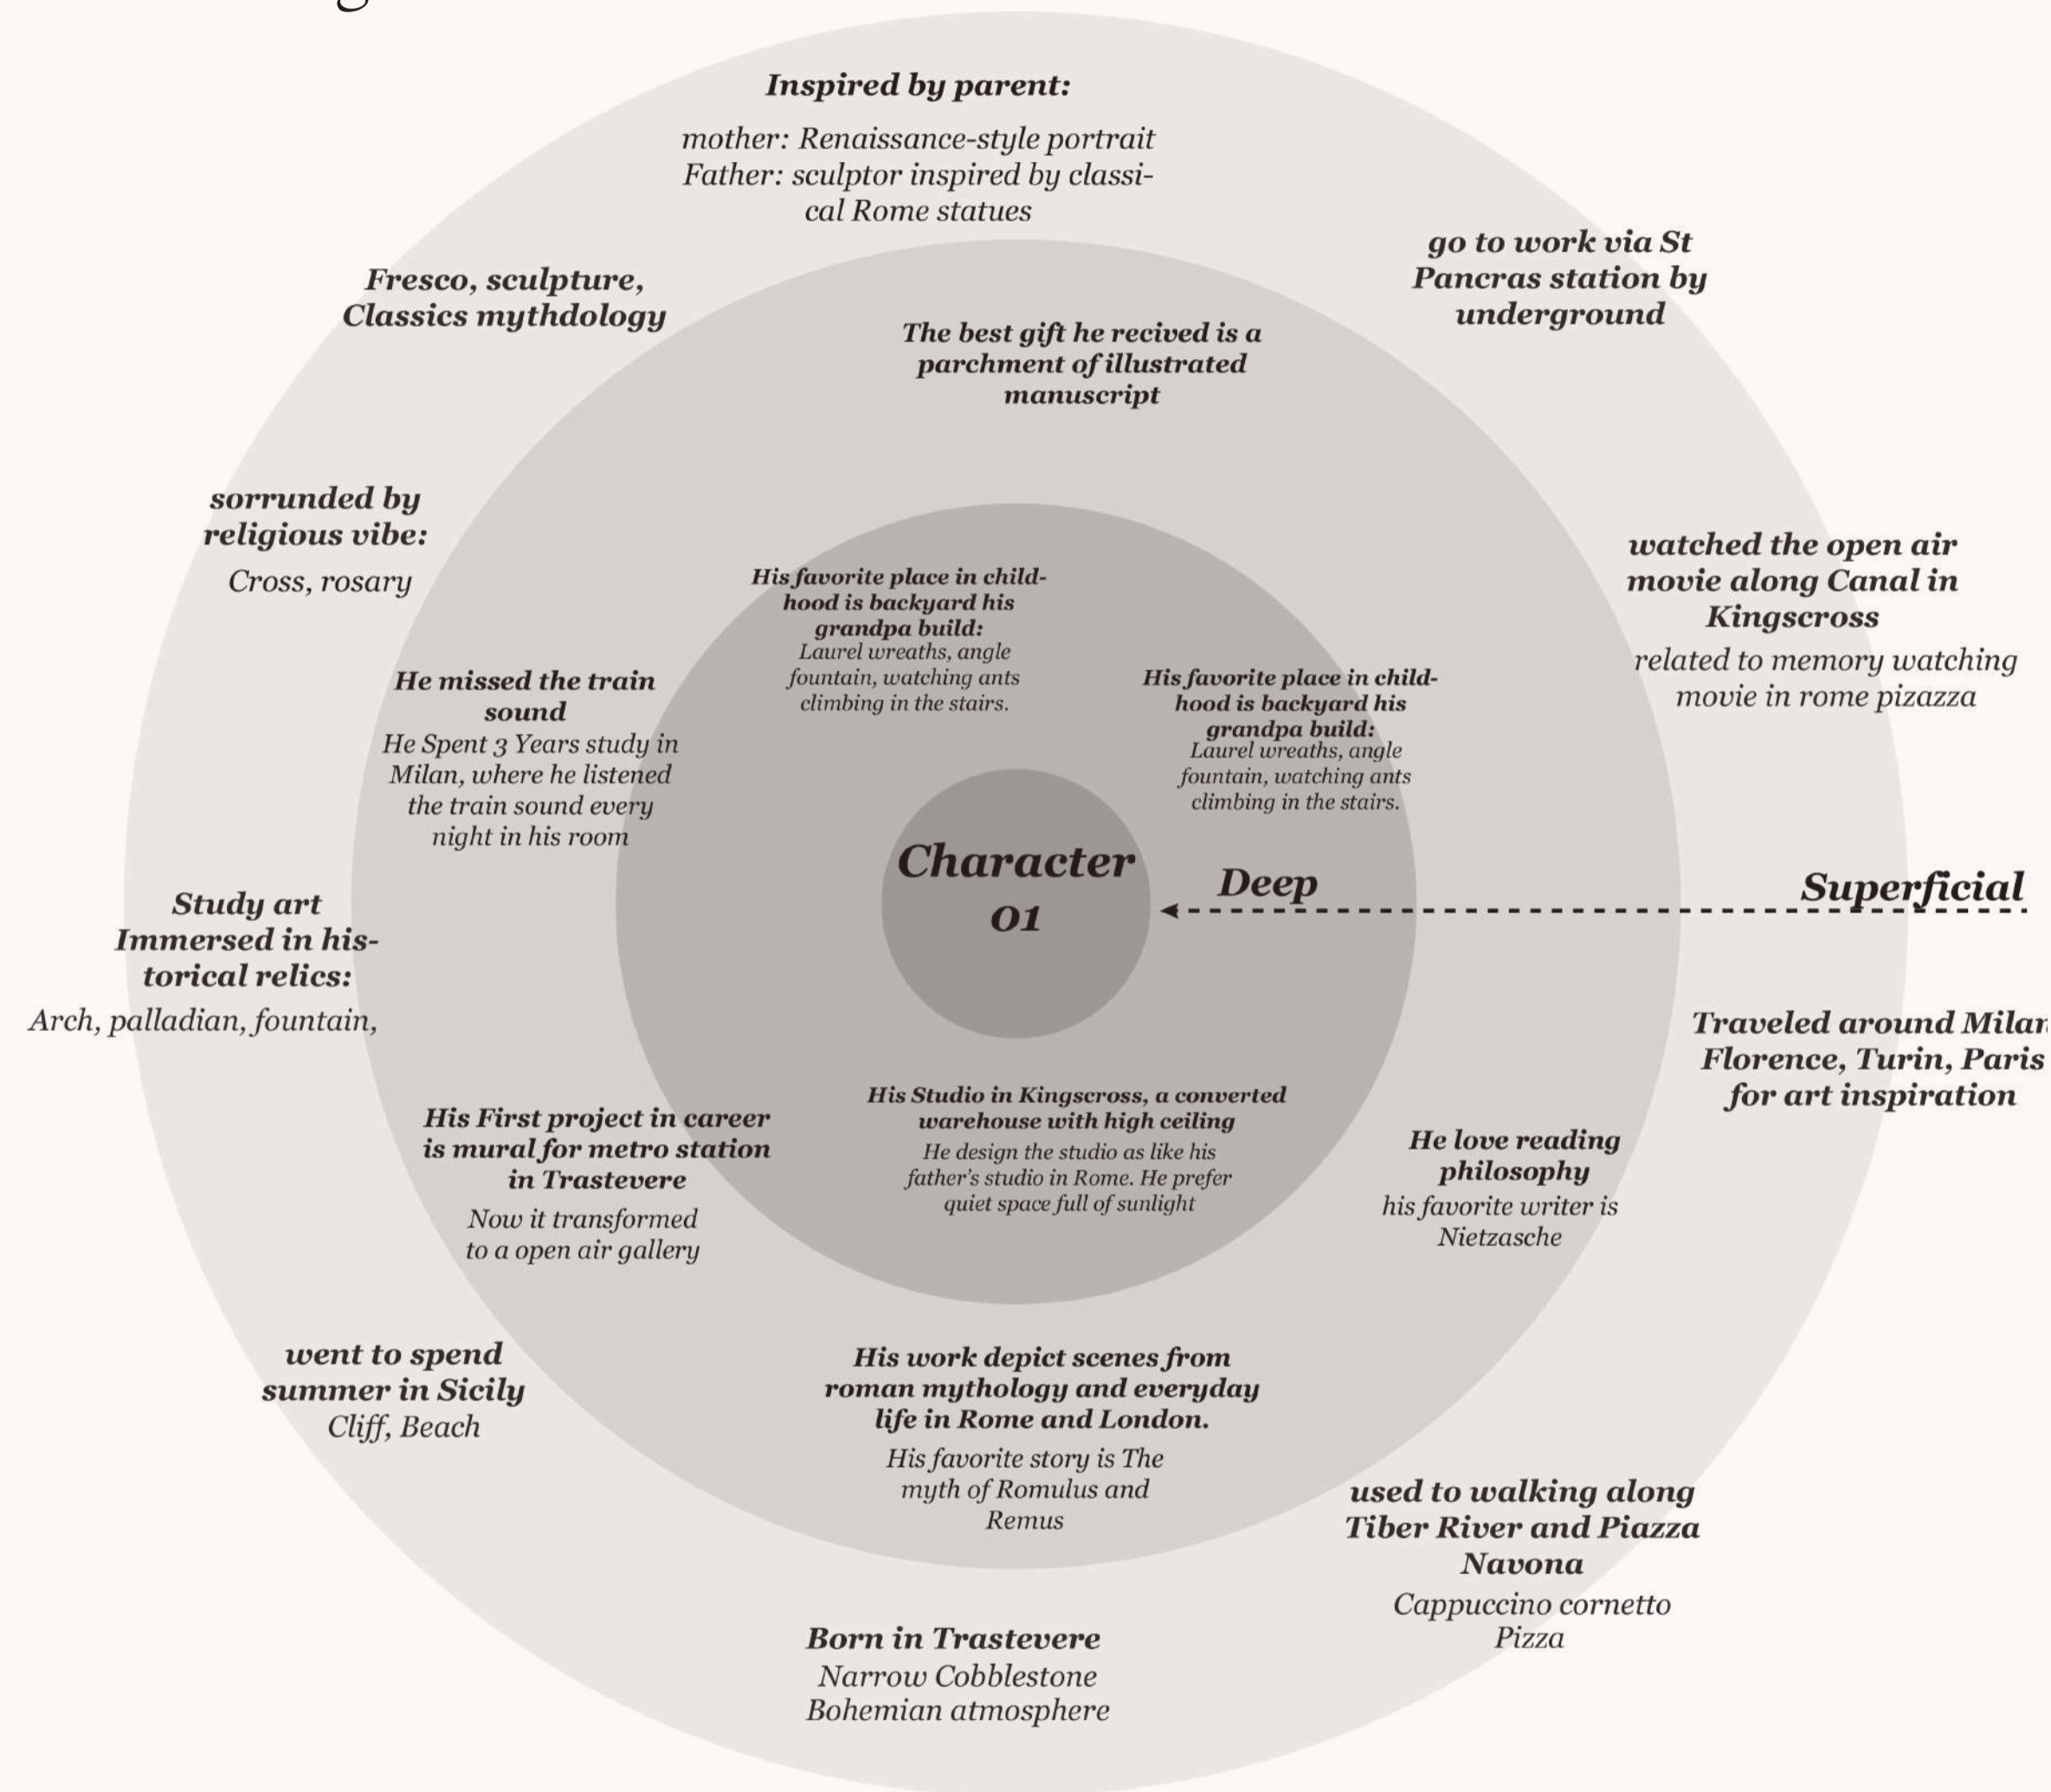 Inspired by parent:
mother: Renaissance-style portrait
Father: sculptor inspired by classi-
cal Rome statues
go to work via St
Pancras station by
underground
Fresco, sculpture,
Classics mythdology
The best gift he recived is a
parchment of illustrated
manuscript
sorrunded by
religious vibe:
Cross, rosary
watched the open air
movie along Canal in
Kingscross
related to memory watching
movie in rome pizazza
His favorite place in child-
hood is backyard his
grandpa build:
Laurel wreaths, angle
fountain, watching ants
climbing in the stairs.
He missed the train
sound
He Spent 3 Years study in
Milan, where he listened
the train sound every
night in his room
His favorite place in child-
hood is backyard his
grandpa build:
Laurel wreaths, angle
fountain, watching ants
climbing in the stairs.
Character
01
Deep
Superficial
Study art
Immersed in his-
torical relics:
Arch, palladian, fountain,
Traveled around Milan
Florence, Turin, Paris
for art inspiration
His First project in career
is mural for metro station
in Trastevere
Now it transformed
to a open air gallery
His Studio in Kingscross, a converted
warehouse with high ceiling
He design the studio as like his
father's studio in Rome. He prefer
quiet space full of sunlight
He love reading
philosophy
his favorite writer is
Nietzasche
went to spend
summer in Sicily
Cliff, Beach
His work depict scenes from
roman mythology and everyday
life in Rome and London.
His favorite story is The
myth of Romulus and
Remus
used to walking along
Tiber River and Piazza
Navona
Cappuccino cornetto
Pizza
Born in Trastevere
Narrow Cobblestone
Bohemian atmosphere